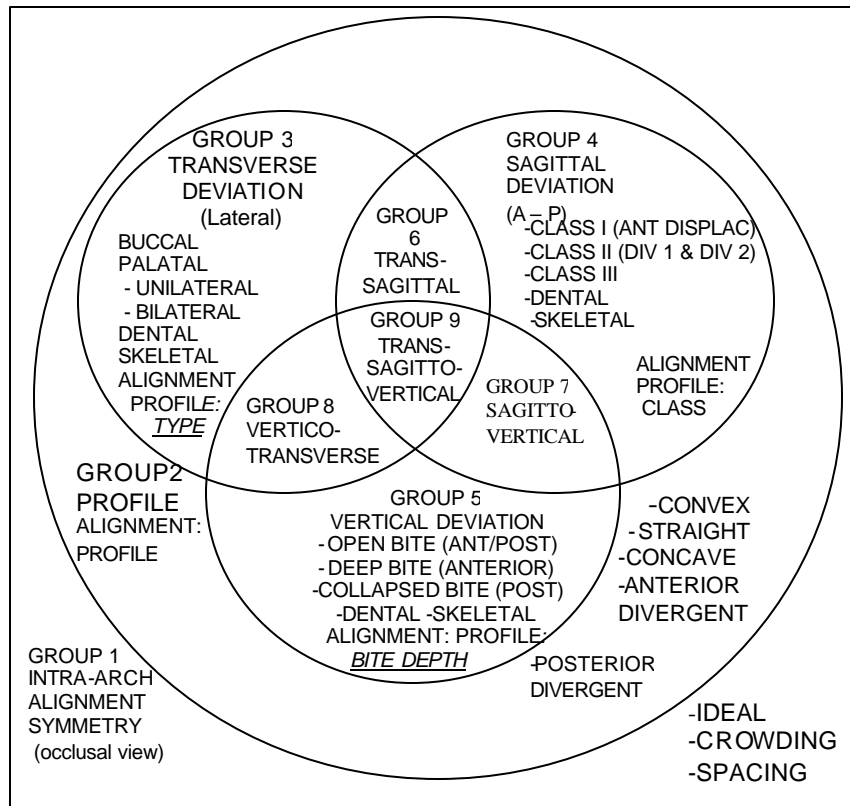 GROUP 3
TRANSVERSE
DEVIATION
(Lateral)
BUCCAL
PALATAL
- UNILATERAL
- BILATERAL
DENTAL
SKELETAL
ALIGNMENT
PROFILE:
TYPE
GROUP
6
TRANS-
SAGITTAL
GROUP 4
SAGITTAL
DEVIATION
(A – P)
-CLASS I (ANT DISPLAC)
-CLASS II (DIV 1 & DIV 2)
-CLASS III
-DENTAL
-SKELETAL
ALIGNMENT
PROFILE:
CLASS
GROUP 9
TRANS-
SAGITTO-
VERTICAL
GROUP 8
VERTICO-
TRANSVERSE
GROUP 7
SAGITTO-
VERTICAL
GROUP2
PROFILE
ALIGNMENT:
PROFILE
GROUP 5
VERTICAL DEVIATION
-OPEN BITE (ANT/POST)
-DEEP BITE (ANTERIOR)
-COLLAPSED BITE (POST)
-DENTAL -SKELETAL
ALIGNMENT: PROFILE:
BITE DEPTH
-CONVEX
-STRAIGHT
-CONCAVE
-ANTERIOR
DIVERGENT
-POSTERIOR
DIVERGENT
GROUP 1
INTRA-ARCH
ALIGNMENT
SYMMETRY
(occlusal view)
-IDEAL
-CROWDING
-SPACING